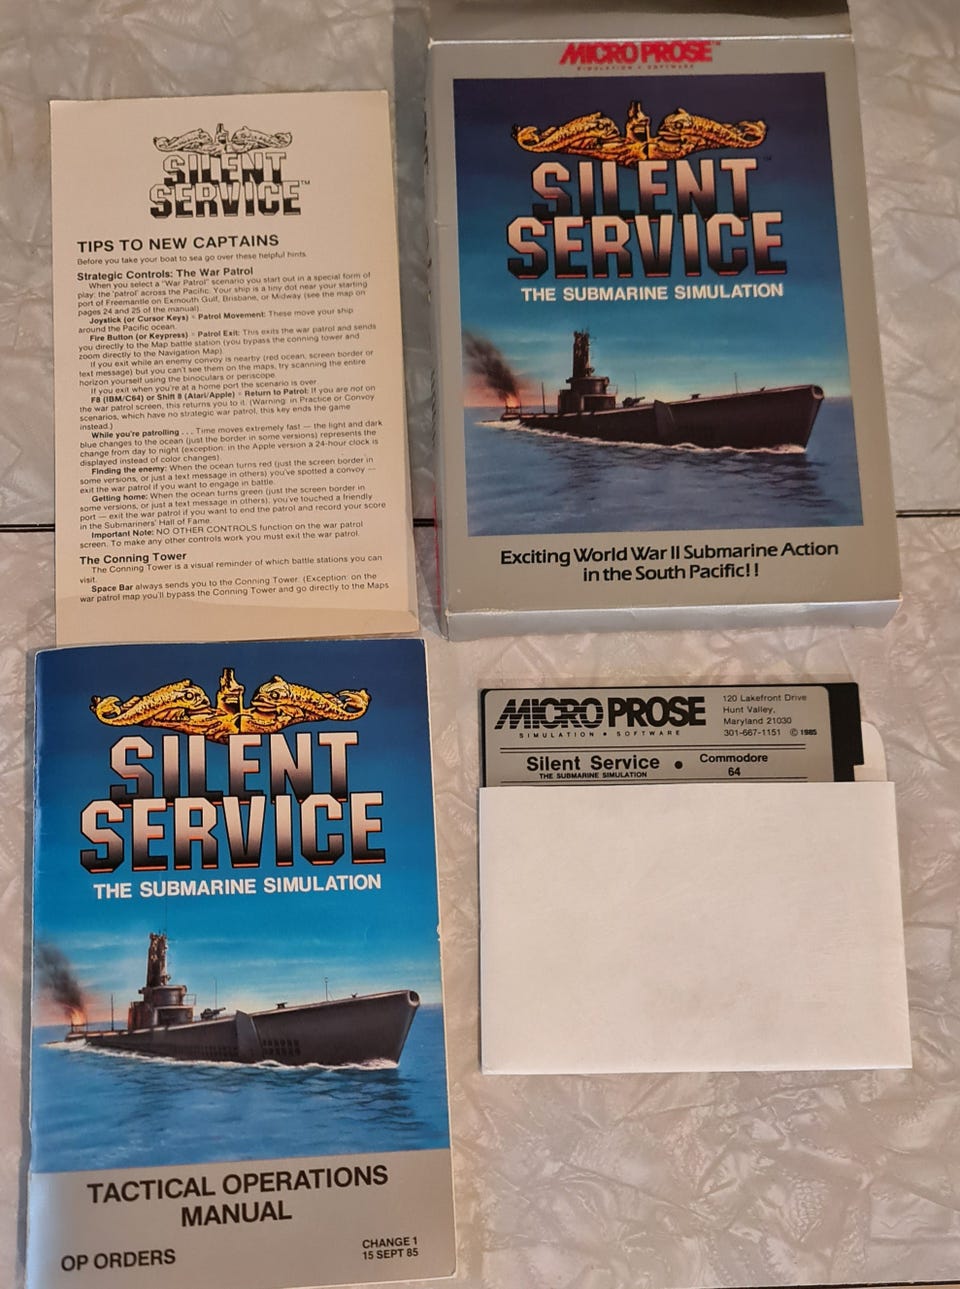 SILENT
SERVICE™
TIPS TO NEW CAPTAINS
Before you take your boat to sea go over these helpful hints.
Strategic Controls: The War Patrol
When you select a "War Patrol" scenario you start out in a special form of
play: the 'patrol' across the Pacific. Your ship is a tiny dot near your starting
port of Freemantle on Exmouth Gulf, Brisbane, or Midway (see the map on
pages 24 and 25 of the manual).
Joystick (or Cursor Keys) = Patrol Movement: These move your ship
around the Pacific ocean.
Fire Button (or Keypress) = Patrol Exit: This exits the war patrol and sends
you directly to the Map battle station (you bypass the conning tower and
zoom directly to the Navigation Map).
If you exit while an enemy convoy is nearby (red ocean, screen border or
text message) but you can't see them on the maps, try scanning the entire
horizon yourself using the binoculars or periscope.
If you exit when you're at a home port the scenario is over.
F8 (IBM/C64) or Shift 8 (Atari/Apple) = Return to Patrol: If you are not on
the war patrol screen, this returns you to it. (Warning: in Practice or Convoy
scenarios, which have no strategic war patrol, this key ends the game
instead.)
While you're patrolling . . . Time moves extremely fast — the light and dark
blue changes to the ocean (just the border in some versions) represents the
change from day to night (exception: in the Apple version a 24-hour clock is
displayed instead of color changes).
Finding the enemy: When the ocean turns red (just the screen border in
some versions, or just a text message in others) you've spotted a convoy —
exit the war patrol if you want to engage in battle.
Getting home: When the ocean turns green (just the screen border in
some versions, or just a text message in others), you've touched a friendly
port — exit the war patrol if you want to end the patrol and record your score
in the Submariners' Hall of Fame.
Important Note: NO OTHER CONTROLS function on the war patrol
screen. To make any other controls work you must exit the war patrol.
The Conning Tower
The Conning Tower is a visual reminder of which battle stations you can
visit.
Space Bar always sends you to the Conning Tower. (Exception: on the
war patrol map you'll bypass the Conning Tower and go directly to the Maps
MICROPROSE™
SIMULATION • SOFTWARE
SILENT™
SERVICE
THE SUBMARINE SIMULATION
Exciting World War II Submarine Action
in the South Pacific!!
SILENT
SERVICE
THE SUBMARINE SIMULATION
TACTICAL OPERATIONS
MANUAL
OP ORDERS
CHANGE 1
15 SEPT 85
MICROPROSE
SIMULATION • SOFTWARE
120 Lakefront Drive
Hunt Valley,
Maryland 21030
301-667-1151 © 1985
Silent Service • Commodore
THE SUBMARINE SIMULATION 64